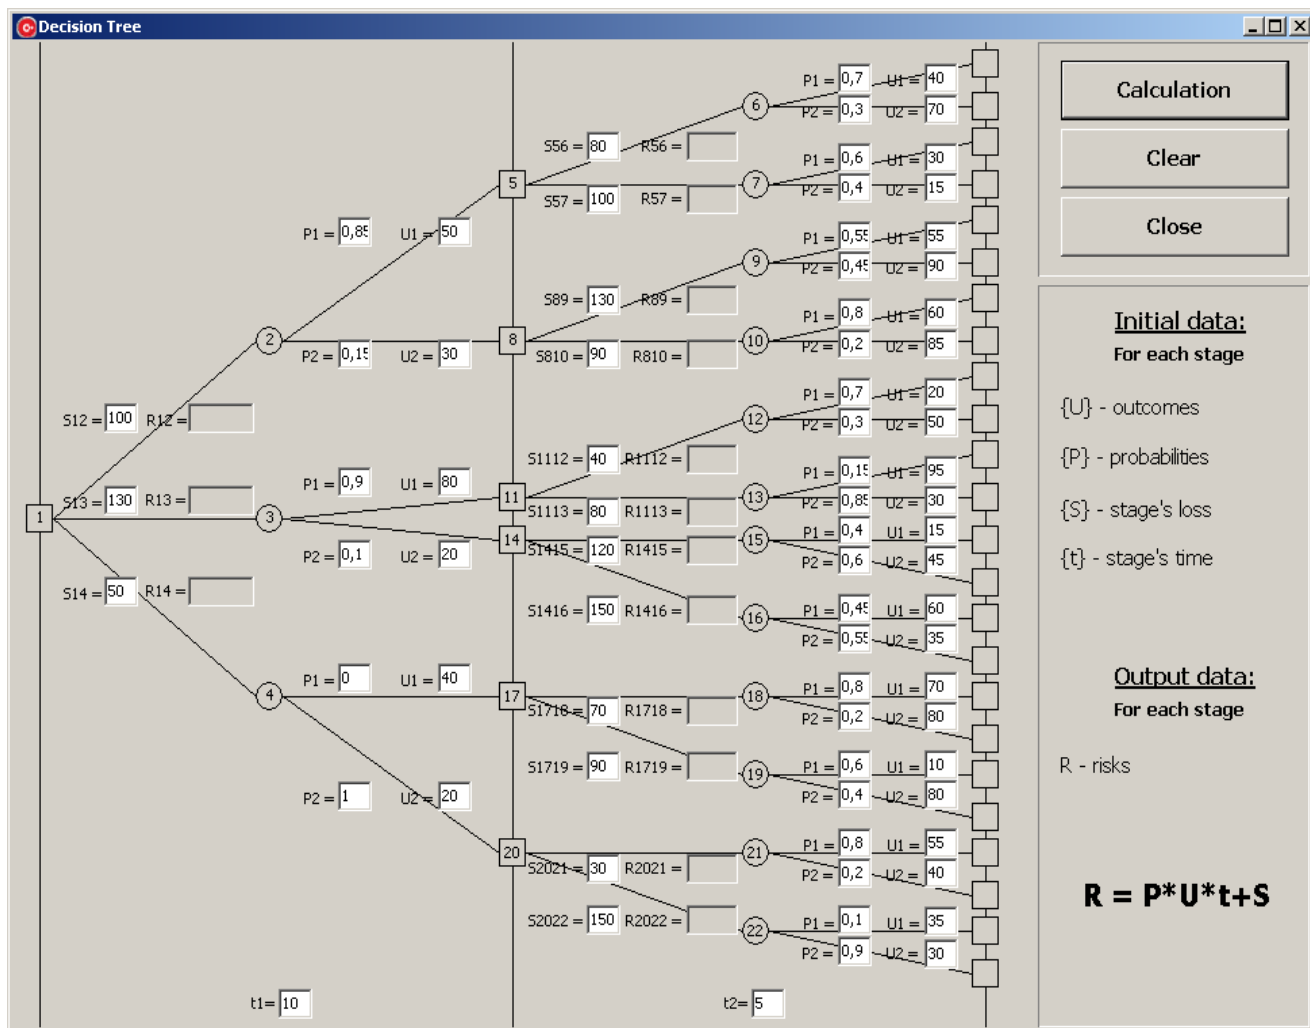 Decision Tree
P1 = 0,7 U1 = 40
P2 = 0,3 U2 = 70
6
S56 = 80 R56 =
P1 = 0,6 U1 = 30
5
7
P2 = 0,4 U2 = 15
S57 = 100 R57 =
P1 = 0,85 U1 = 50
P1 = 0,55 U1 = 55
9
P2 = 0,45 U2 = 90
S89 = 130 R89 =
P1 = 0,8 U1 = 60
2
8
10
P2 = 0,15 U2 = 30
S810 = 90 R810 =
P2 = 0,2 U2 = 85
P1 = 0,7 U1 = 20
S12 = 100 R12 =
12
P2 = 0,3 U2 = 50
S1112 = 40 R1112 =
P1 = 0,15 U1 = 95
P1 = 0,9 U1 = 80
S13 = 130 R13 =
11
13
P2 = 0,85 U2 = 30
S1113 = 80 R1113 =
1
3
P1 = 0,4 U1 = 15
14
15
S1415 = 120 R1415 =
P2 = 0,1 U2 = 20
P2 = 0,6 U2 = 45
S14 = 50 R14 =
P1 = 0,45 U1 = 60
S1416 = 150 R1416 =
16
P2 = 0,55 U2 = 35
P1 = 0 U1 = 40
P1 = 0,8 U1 = 70
4
17
18
S1718 = 70 R1718 =
P2 = 0,2 U2 = 80
S1719 = 90 R1719 =
P1 = 0,6 U1 = 10
19
P2 = 1 U2 = 20
P2 = 0,4 U2 = 80
P1 = 0,8 U1 = 55
20
21
S2021 = 30 R2021 =
P2 = 0,2 U2 = 40
S2022 = 150 R2022 =
P1 = 0,1 U1 = 35
22
P2 = 0,9 U2 = 30
t1= 10
t2= 5
Calculation
Clear
Close
Initial data:
For each stage
{U} - outcomes
{P} - probabilities
{S} - stage's loss
{t} - stage's time
Output data:
For each stage
R - risks
R = P*U*t+S